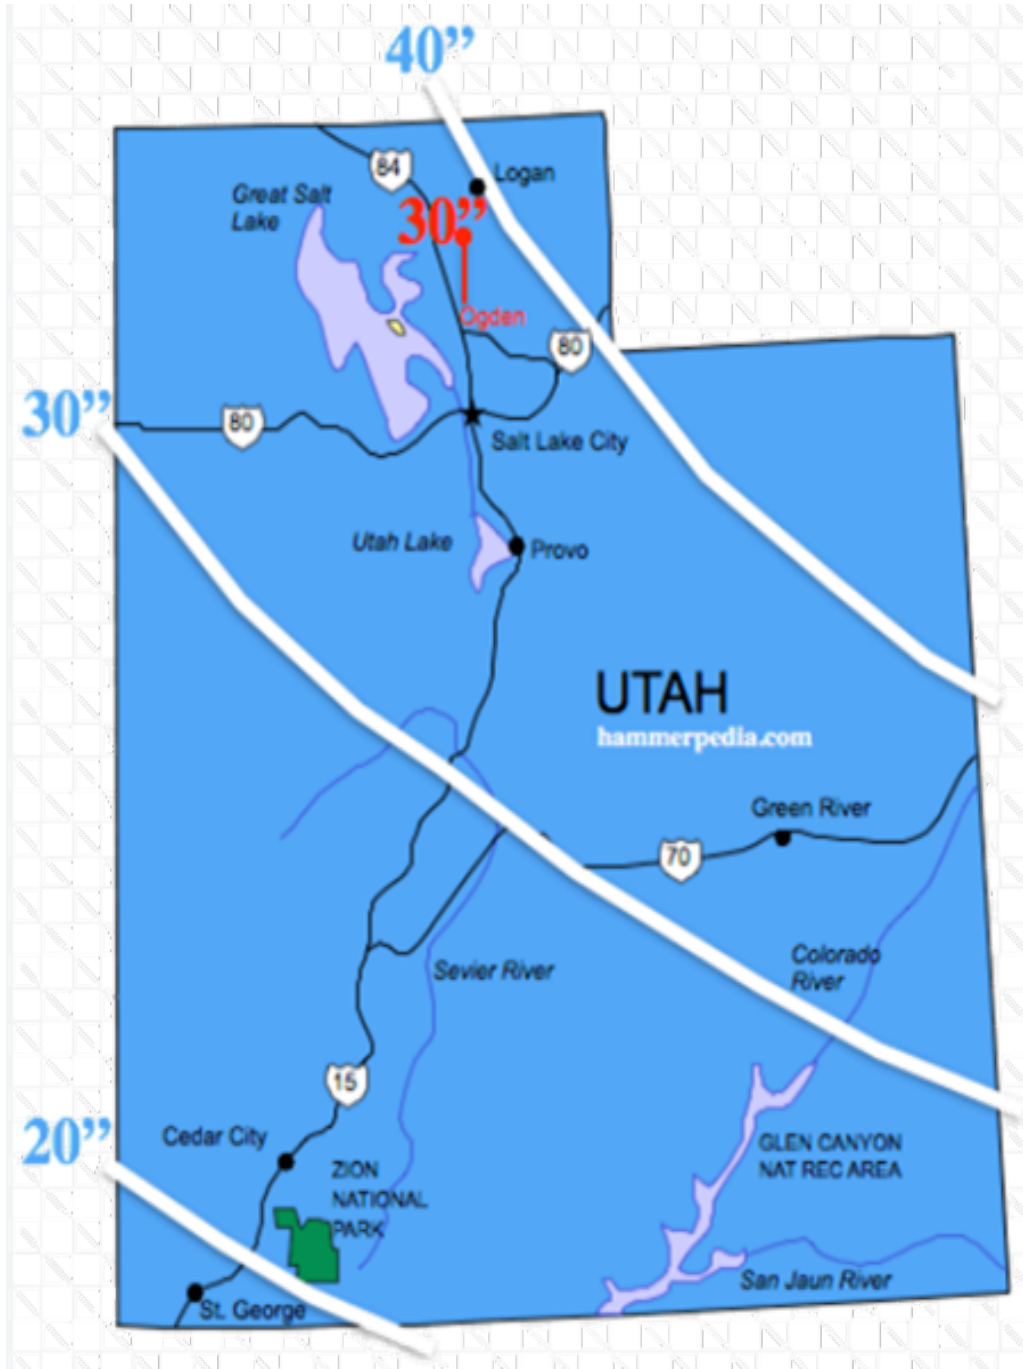 40”
84
Logan
Great Salt
Lake
30”
Ogden
80
30”
80
Salt Lake City
Utah Lake
Provo
UTAH
hammerpedia.com
Green River
70
Colorado
River
Sevier River
15
20”
Cedar City
ZION
NATIONAL
PARK
GLEN CANYON
NAT REC AREA
San Jaun River
St. George